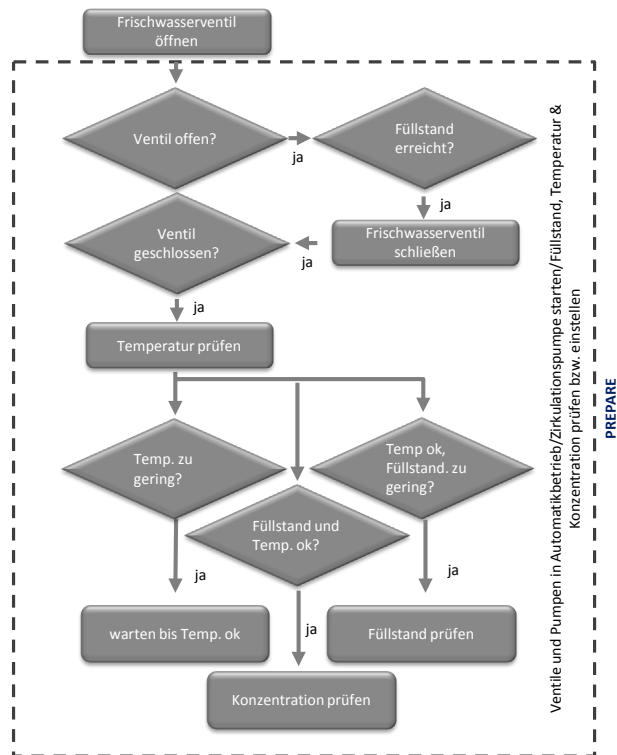 Frischwasserventil
öffnen
Ventil offen?
ja
Füllstand
erreicht?
ja
Frischwasserventil
schließen
ja
Ventil
geschlossen?
ja
Temperatur prüfen
Temp. zu
gering?
Temp ok,
Füllstand. zu
gering?
Füllstand und
Temp. ok?
ja
ja
ja
warten bis Temp. ok
Füllstand prüfen
Konzentration prüfen
Ventile und Pumpen in Automatikbetrieb/Zirkulationspumpe starten/Füllstand, Temperatur &
Konzentration prüfen bzw. einstellen
PREPARE